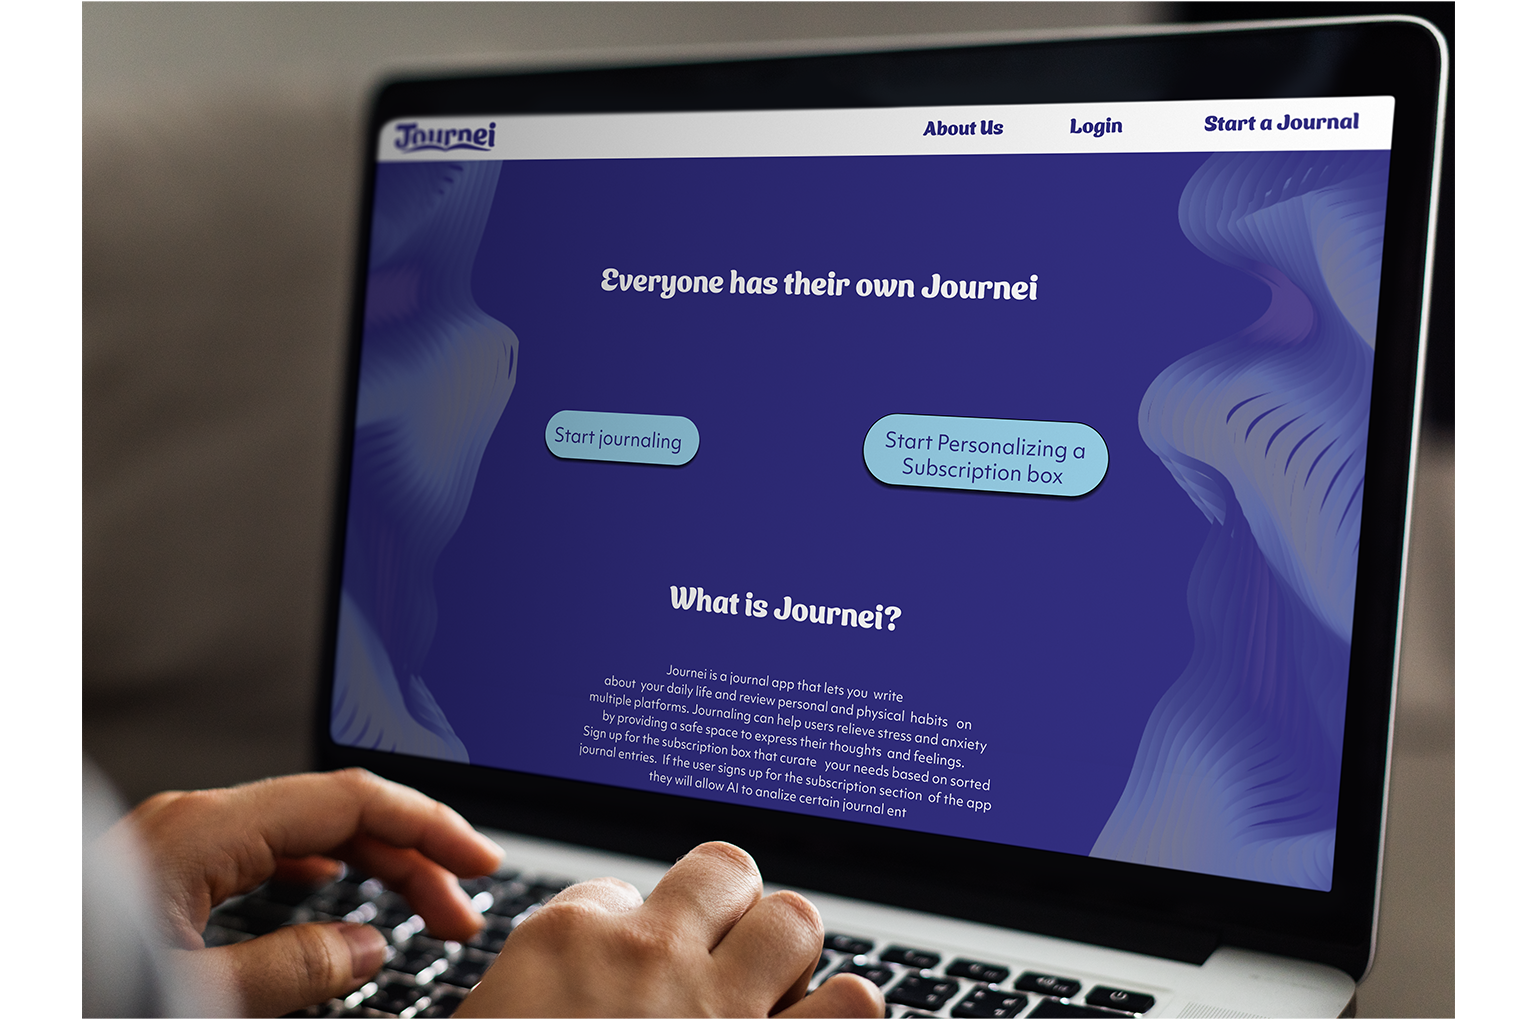 Journei
About Us
Login
Start a Journal
Everyone has their own Journei
Start journaling
Start Personalizing a
Subscription box
What is Journei?
Journei is a journal app that lets you write
about your daily life and review personal and physical habits on
multiple platforms. Journaling can help users relieve stress and anxiety
by providing a safe space to express their thoughts and feelings.
Sign up for the subscription box that curate your needs based on sorted
journal entries. If the user signs up for the subscription section of the app
they will allow AI to analize certain journal ent